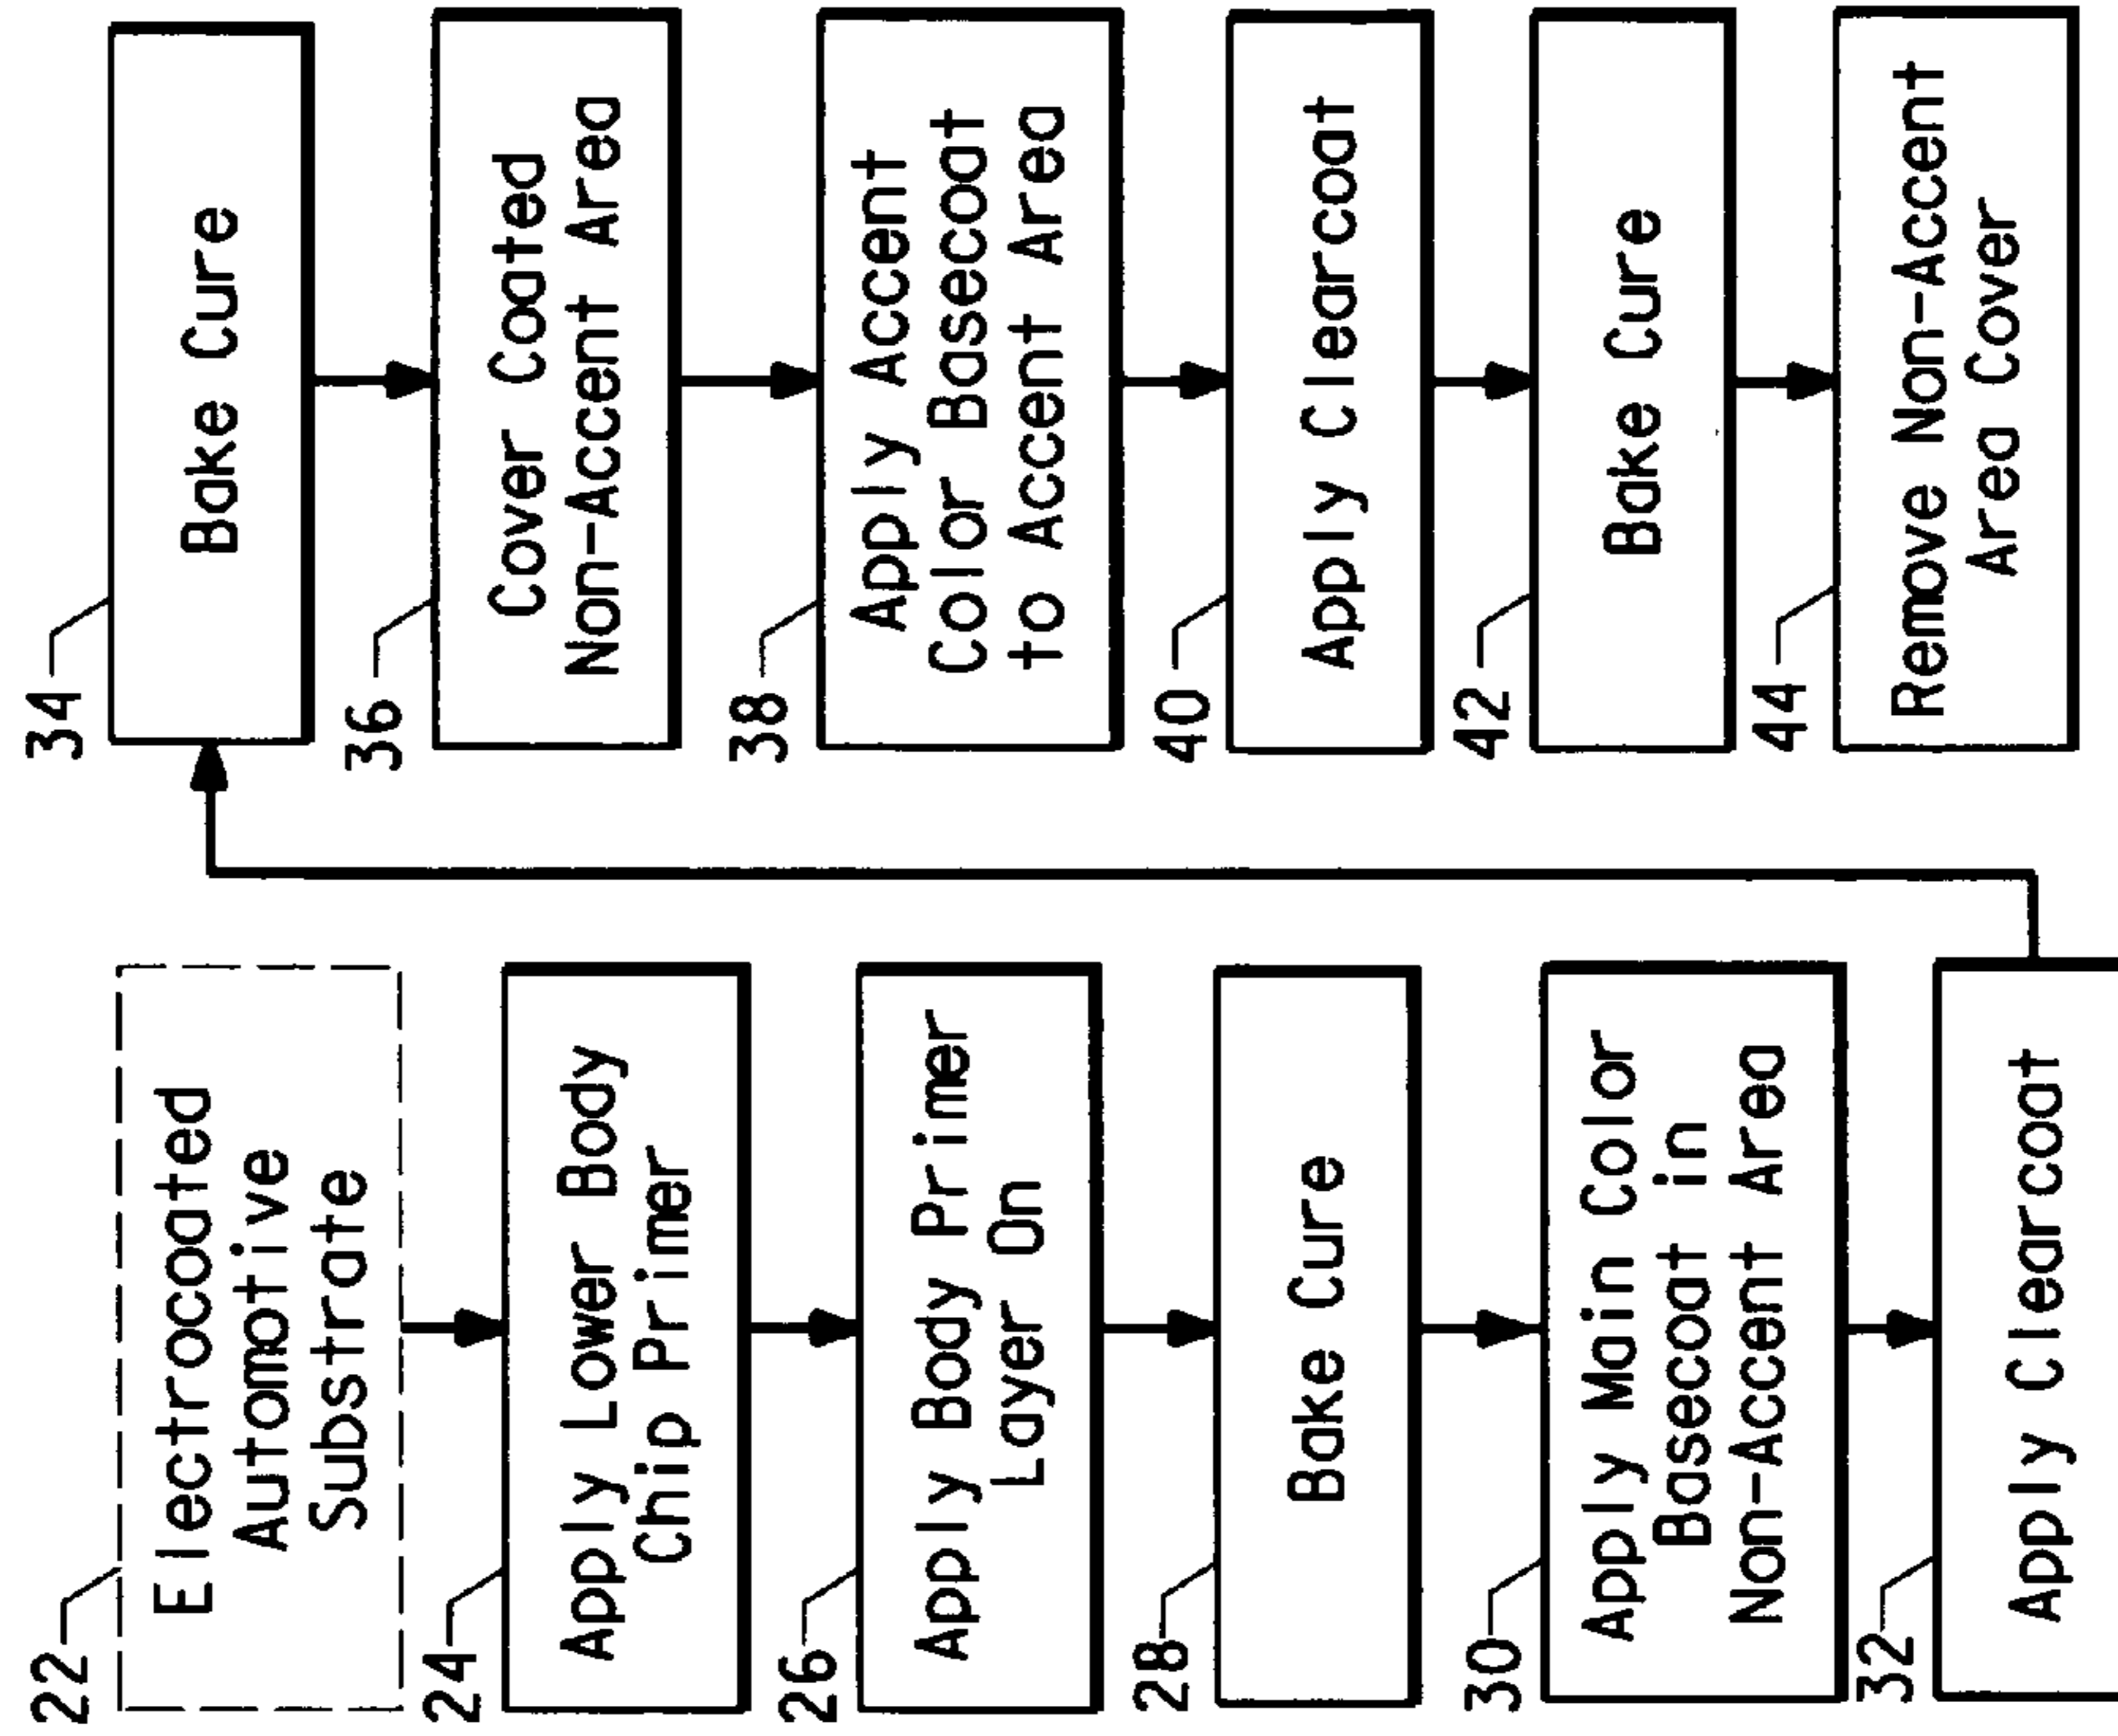 22
Electrocoated
Automotive
Substrate
24
Apply Lower Body
Chip Primer
26
Apply Body Primer
Layer On
28
Bake Cure
30
Apply Main Color
Basecoat in
Non-Accent Area
32
Apply Clearcoat
34
Bake Cure
36
Cover Coated
Non-Accent Area
38
Apply Accent
Color Basecoat
to Accent Area
40
Apply Clearcoat
42
Bake Cure
44
Remove Non-Accent
Area Cover